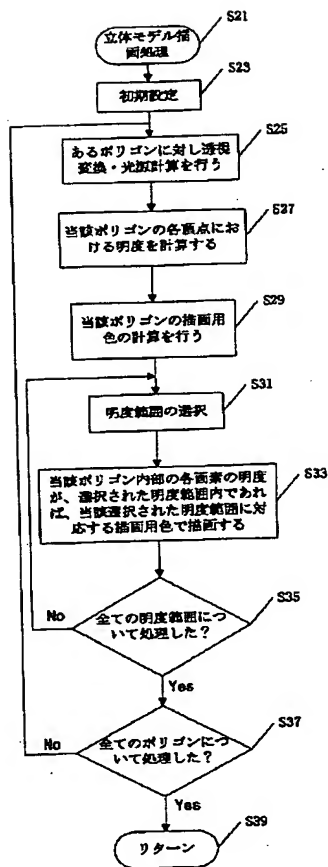 S21
立体モデル描
画処理
S23
初期設定
S25
あるポリゴンに対し透視
変換・光源計算を行う
S27
当該ポリゴンの各頂点にお
ける明度を計算する
S29
当該ポリゴンの描画用
色の計算を行う
S31
明度範囲の選択
S33
当該ポリゴン内部の各画素の明度
が、選択された明度範囲内であれ
ば、当該選択された明度範囲に対
応する描画用色で描画する
S35
No
全ての明度範囲につ
いて処理した?
Yes
S37
No
全てのポリゴンにつ
いて処理した?
Yes
S39
リターン